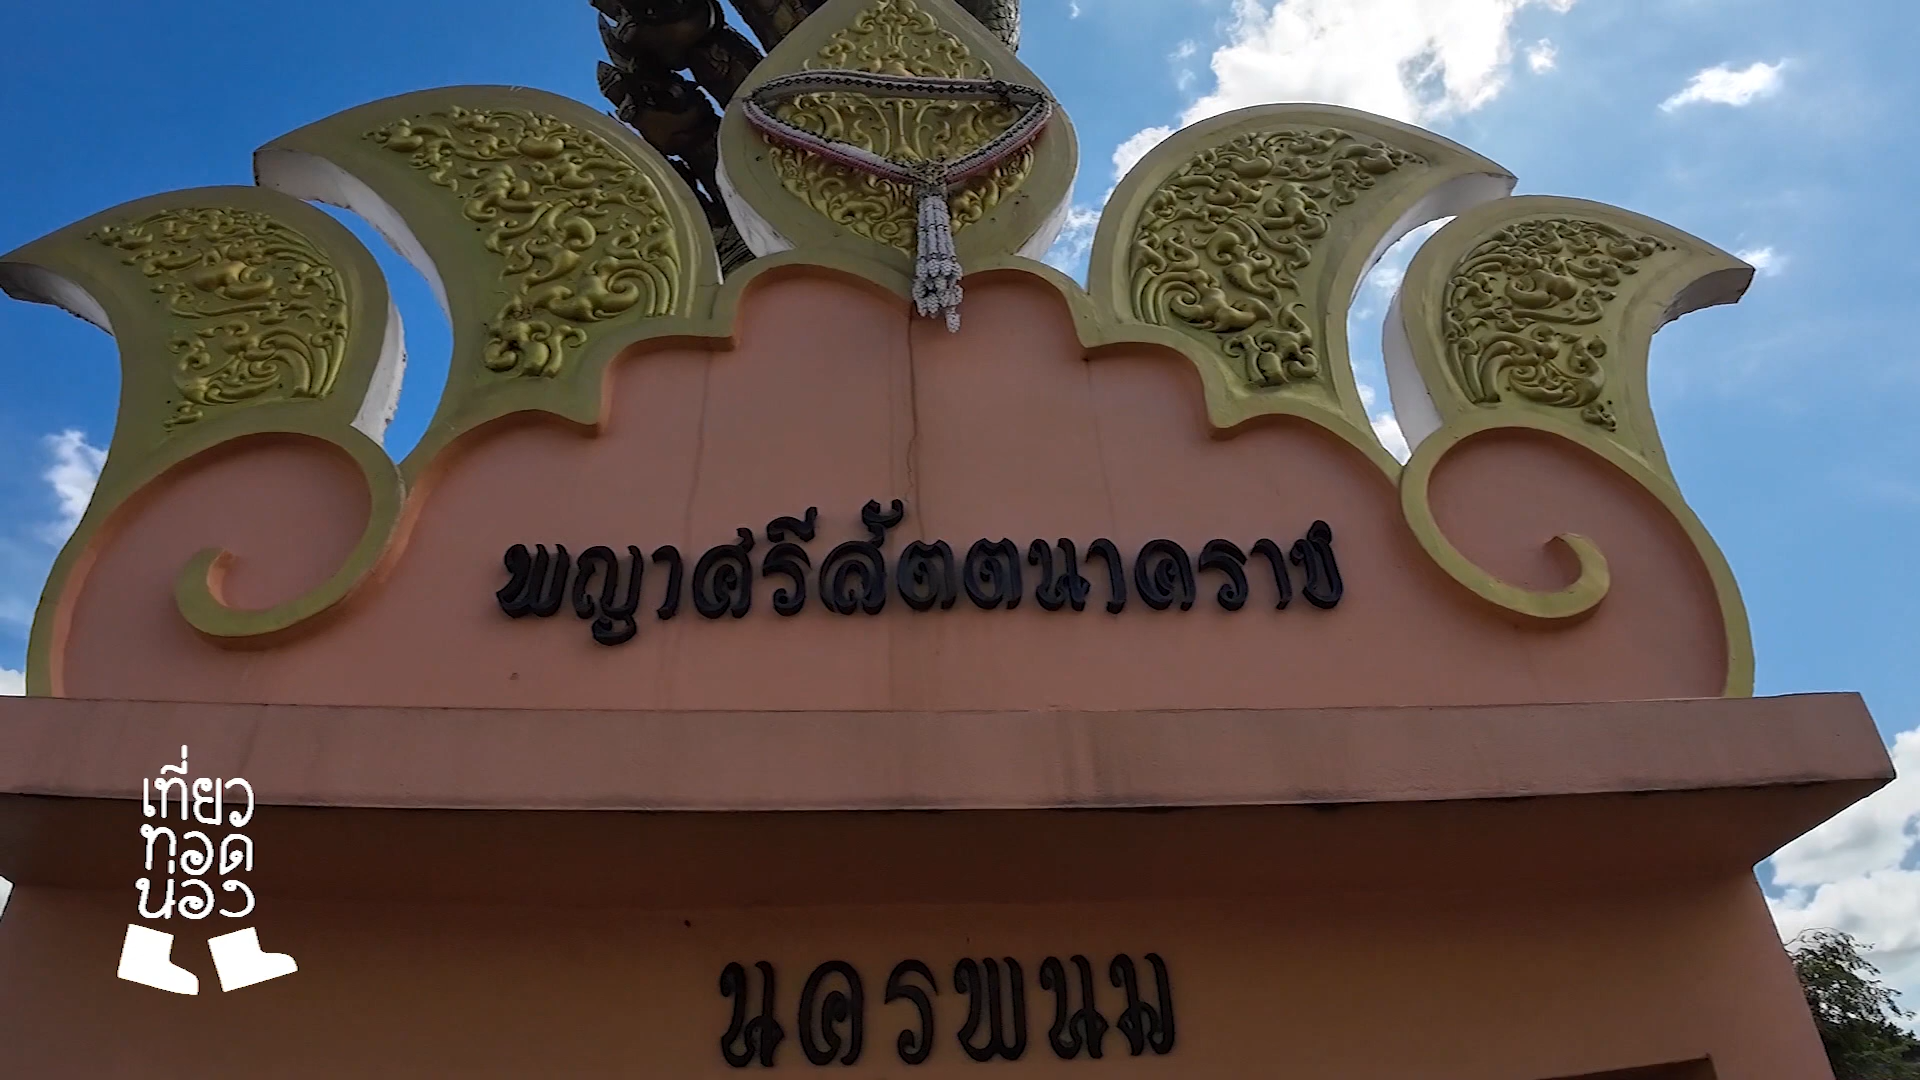 พญาศรีสัตตนาคราช
เที่ยว
ทอด
น่อง
นครพนม